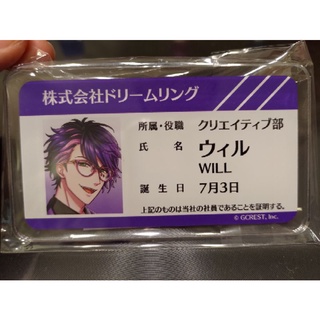 株式会社ドリームリング
所属・役職 クリエイティブ部
氏名 ウィル
WILL
誕生日 7月3日
上記のものは当社の社員であることを証明する。
© GCREST, Inc.